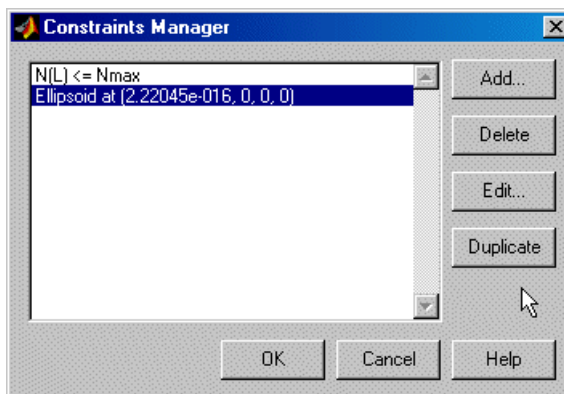 Constraints Manager
N(L) <= Nmax
Ellipsoid at (2.22045e-016, 0, 0, 0)
Add...
Delete
Edit...
Duplicate
OK
Cancel
Help